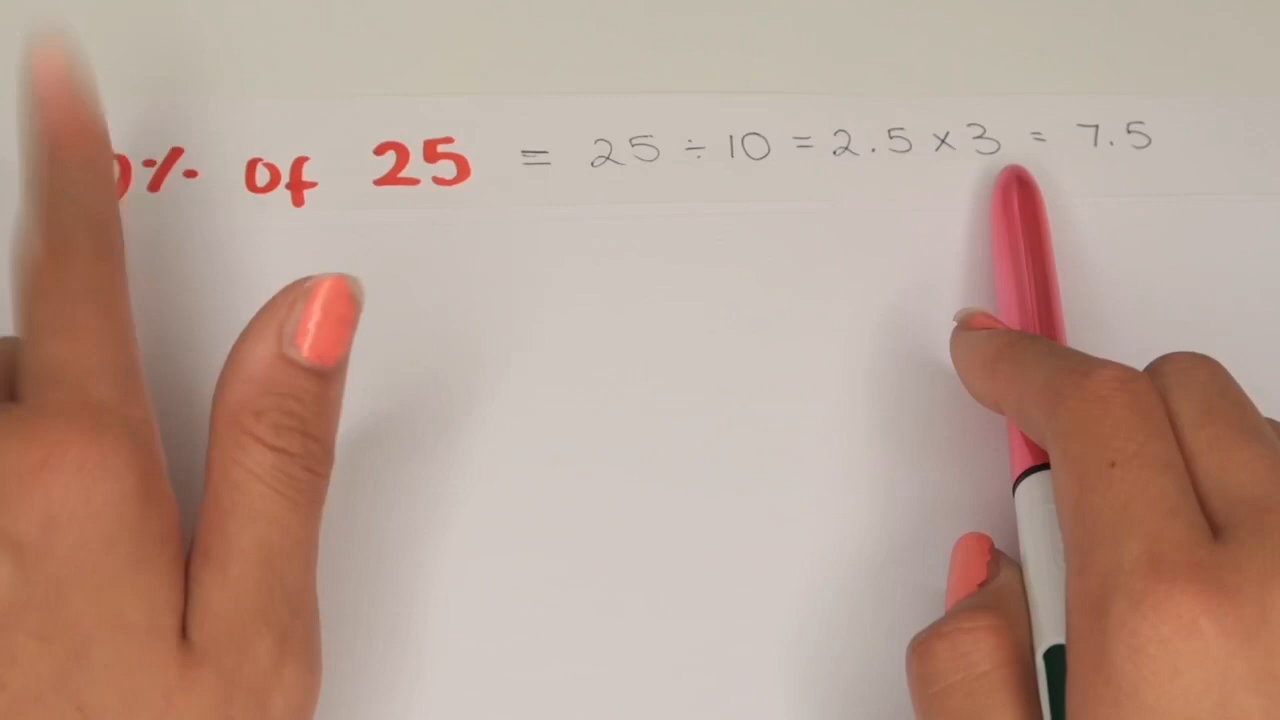 % of 25 = 25 ÷ 10 = 2.5 × 3 = 7.5